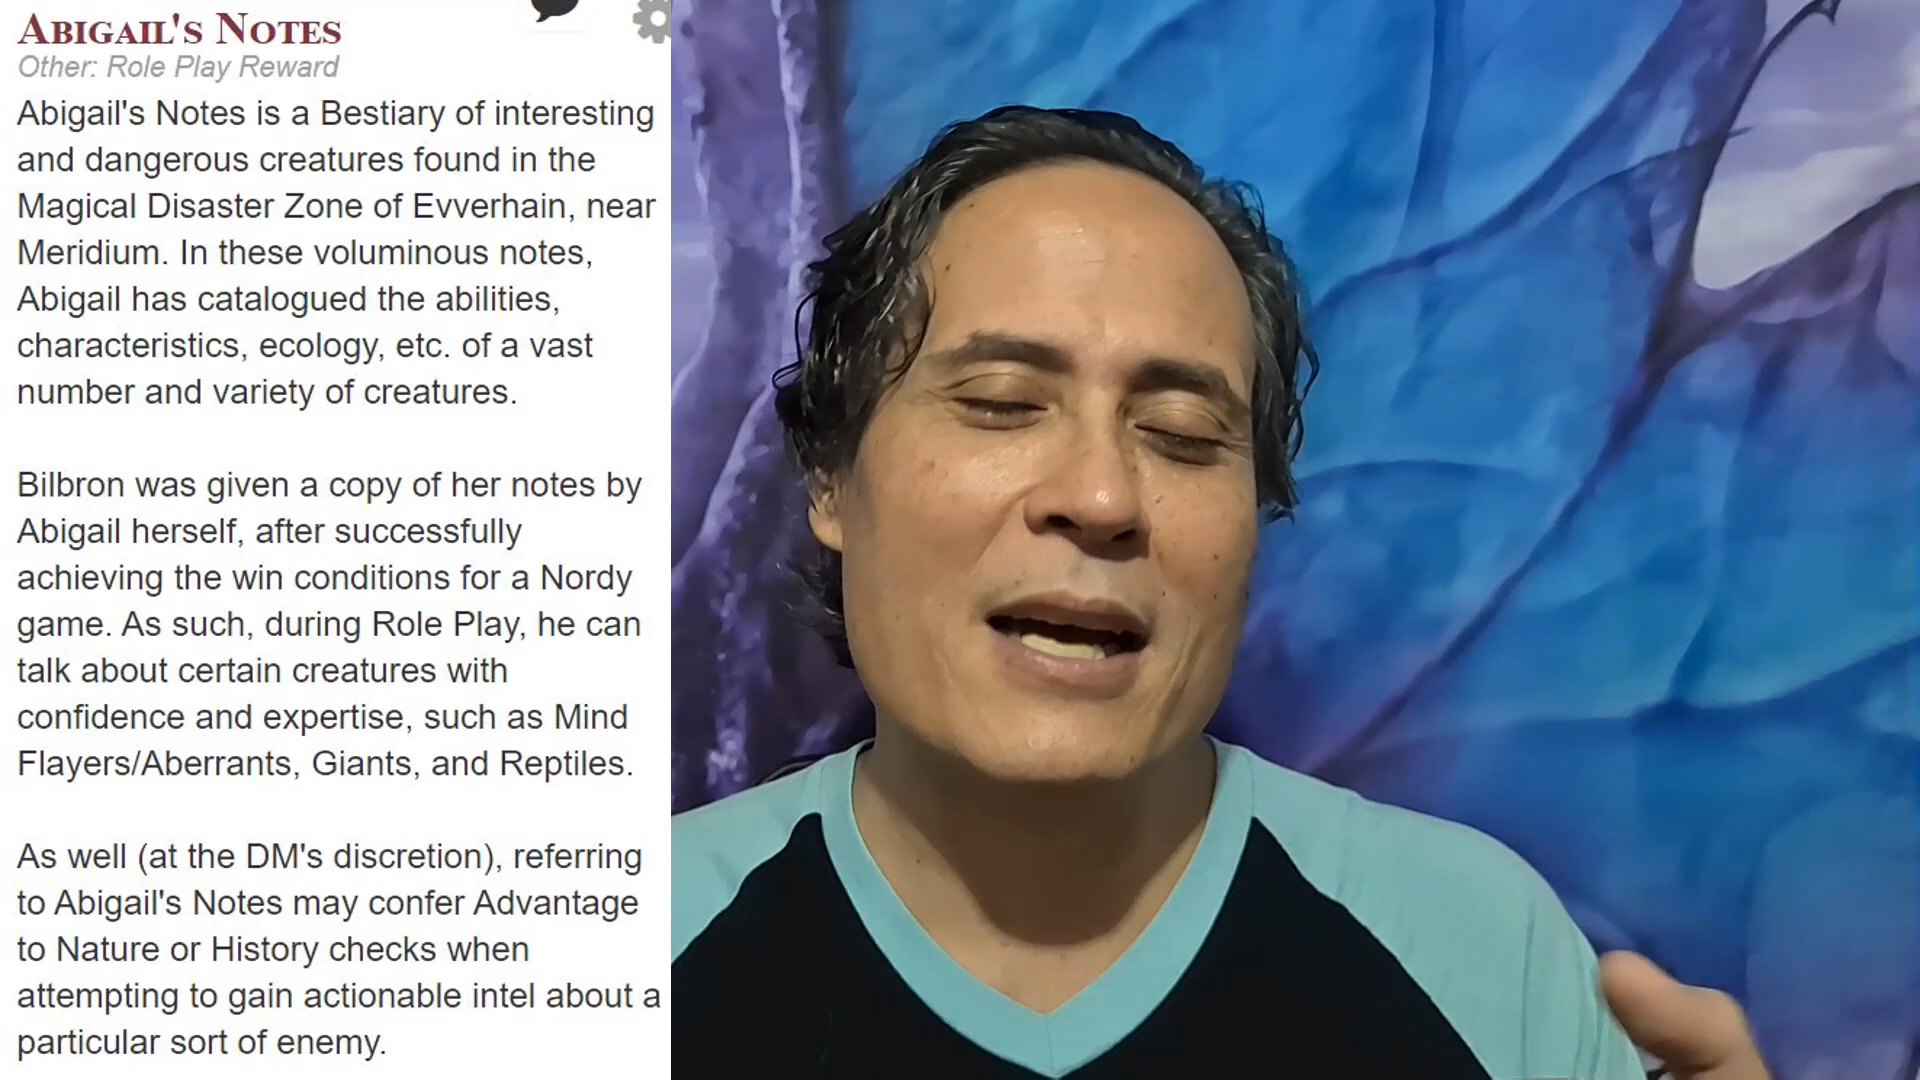 ABIGAIL'S NOTES
Other: Role Play Reward
Abigail's Notes is a Bestiary of interesting
and dangerous creatures found in the
Magical Disaster Zone of Evverhain, near
Meridium. In these voluminous notes,
Abigail has catalogued the abilities,
characteristics, ecology, etc. of a vast
number and variety of creatures.
Bilbron was given a copy of her notes by
Abigail herself, after successfully
achieving the win conditions for a Nordy
game. As such, during Role Play, he can
talk about certain creatures with
confidence and expertise, such as Mind
Flayers/Aberrants, Giants, and Reptiles.
As well (at the DM's discretion), referring
to Abigail's Notes may confer Advantage
to Nature or History checks when
attempting to gain actionable intel about a
particular sort of enemy.